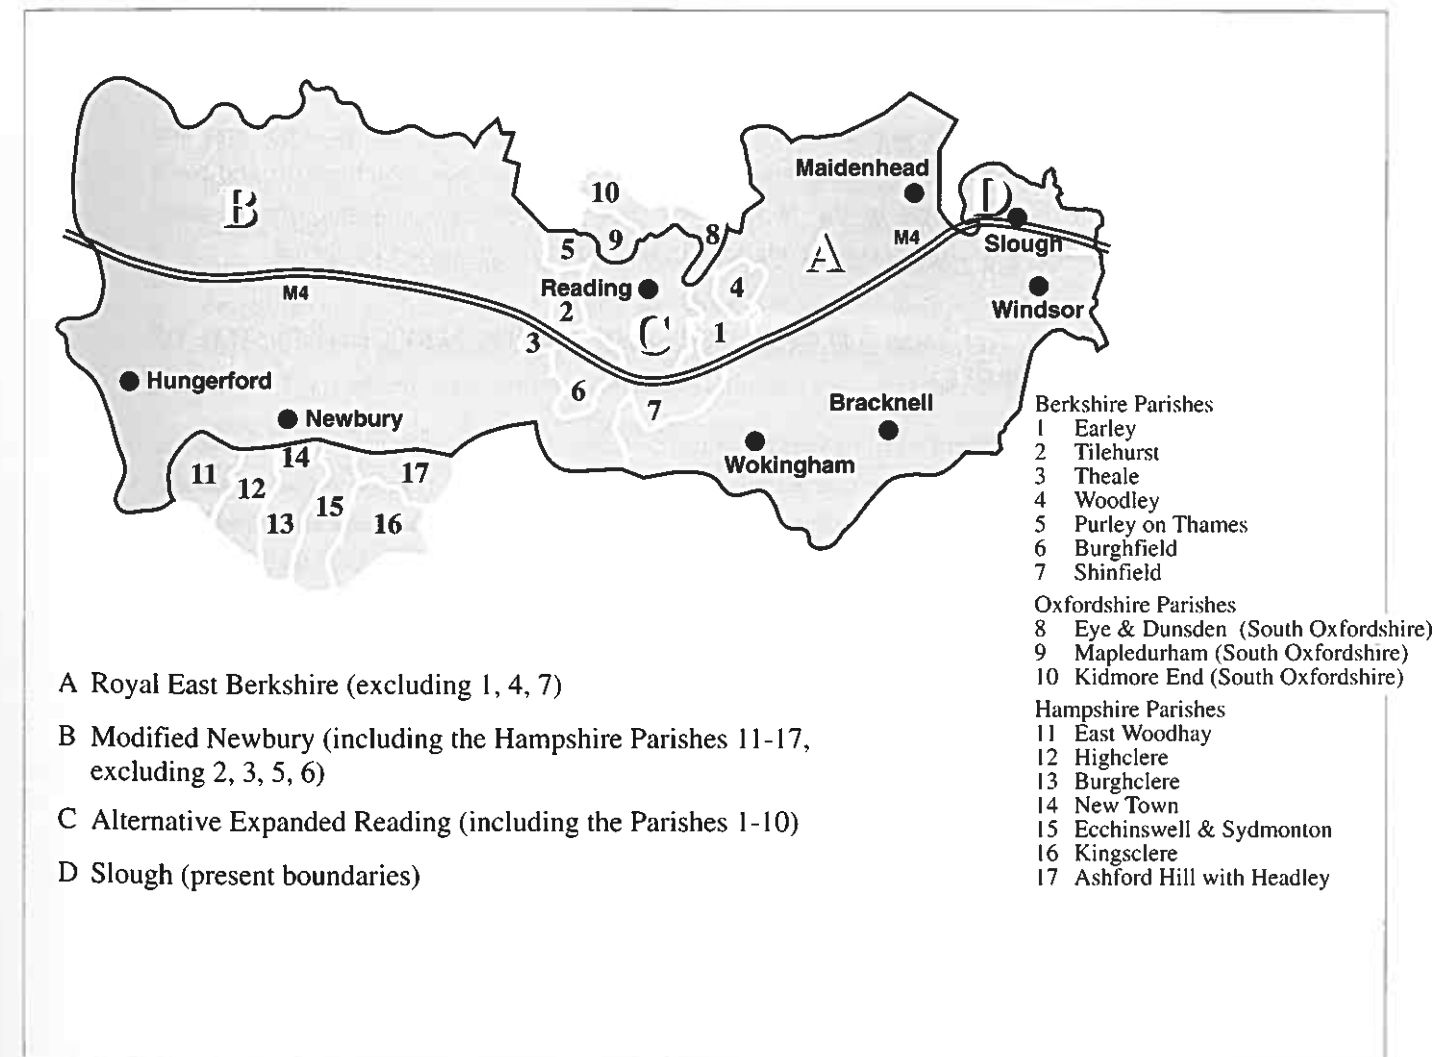 Maidenhead
10
B
D
8
5
9
A
M4
Slough
Reading
4
M4
2
Windsor
3
C
1
Hungerford
6
7
Bracknell
Newbury
Wokingham
14
11
17
12
15
13
16
Berkshire Parishes
1 Earley
2 Tilehurst
3 Theale
4 Woodley
5 Purley on Thames
6 Burghfield
7 Shinfield
Oxfordshire Parishes
8 Eye & Dunsden (South Oxfordshire)
9 Mapledurham (South Oxfordshire)
10 Kidmore End (South Oxfordshire)
Hampshire Parishes
11 East Woodhay
12 Highclere
13 Burghclere
14 New Town
15 Ecchinswell & Sydmonton
16 Kingsclere
17 Ashford Hill with Headley
A Royal East Berkshire (excluding 1, 4, 7)
B Modified Newbury (including the Hampshire Parishes 11-17,
excluding 2, 3, 5, 6)
C Alternative Expanded Reading (including the Parishes 1-10)
D Slough (present boundaries)